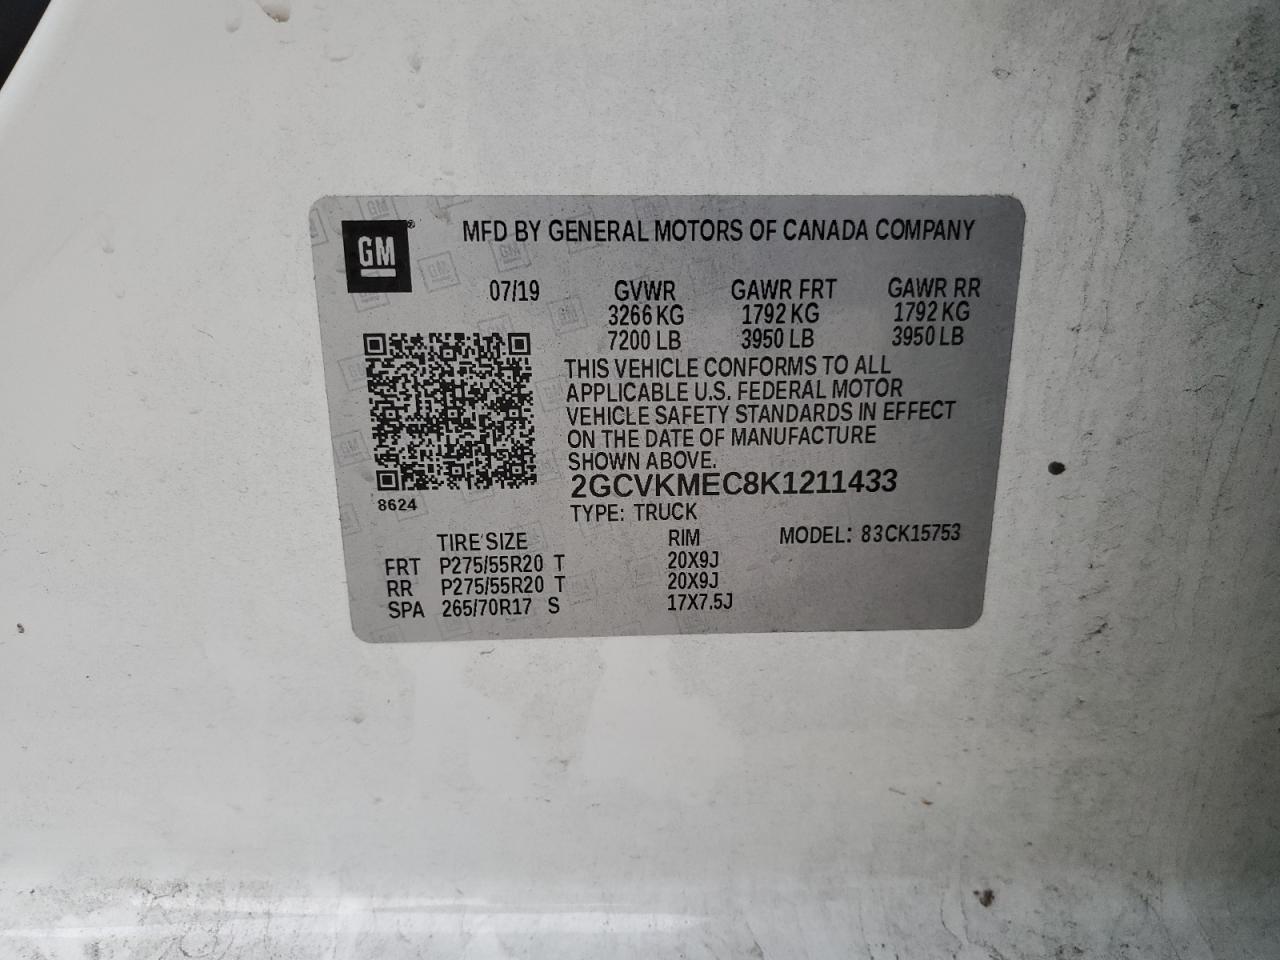 GM®
MFD BY GENERAL MOTORS OF CANADA COMPANY
07/19 GVWR GAWR FRT GAWR RR
3266 KG 1792 KG 1792 KG
7200 LB 3950 LB 3950 LB
THIS VEHICLE CONFORMS TO ALL
APPLICABLE U.S. FEDERAL MOTOR
VEHICLE SAFETY STANDARDS IN EFFECT
ON THE DATE OF MANUFACTURE
SHOWN ABOVE.
2GCVKMEC8K1211433
8624
TYPE: TRUCK
TIRE SIZE RIM MODEL: 83CK15753
FRT P275/55R20 T 20X9J
RR P275/55R20 T 20X9J
SPA 265/70R17 S 17X7.5J